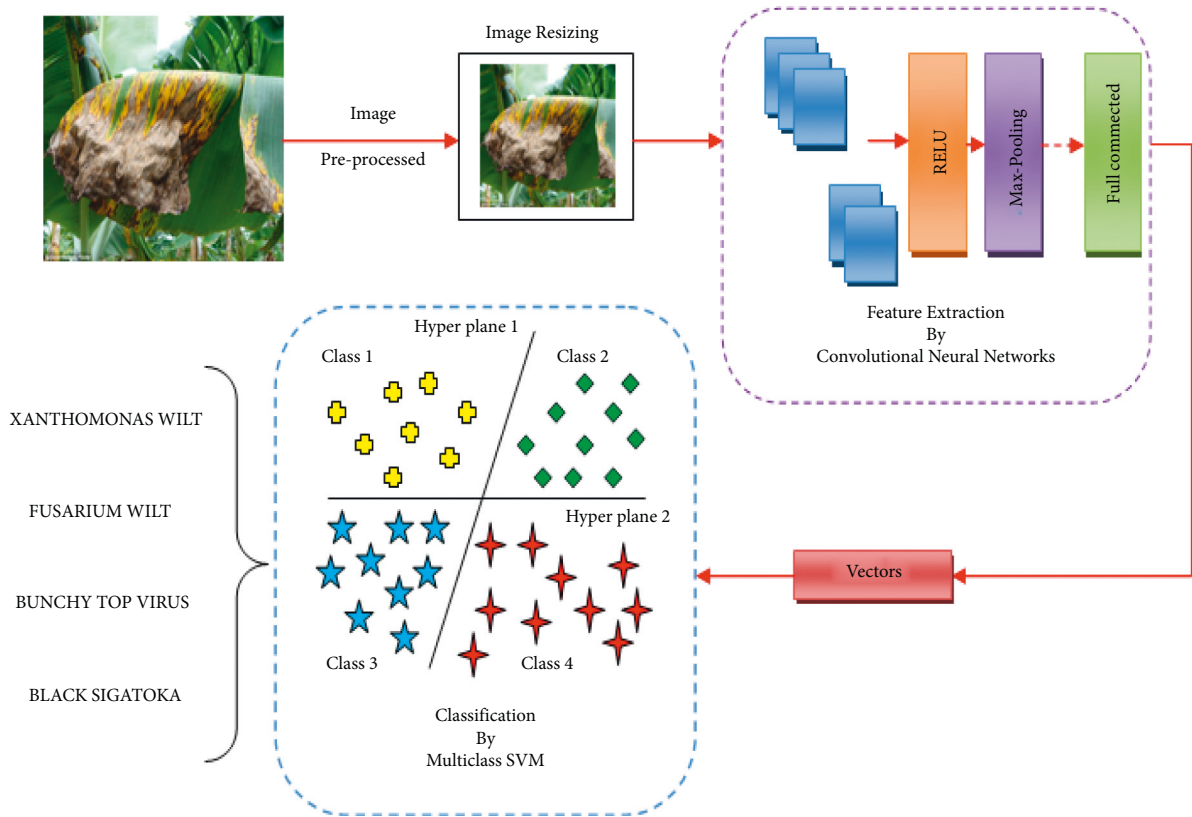 Image Resizing
Image
Pre-processed
RELU
Max-Pooling
Full commected
Feature Extraction
By
Convolutional Neural Networks
Vectors
Hyper plane 1
Class 1
Class 2
Hyper plane 2
Class 3
Class 4
Classification
By
Multiclass SVM
XANTHOMONAS WILT
FUSARIUM WILT
BUNCHY TOP VIRUS
BLACK SIGATOKA